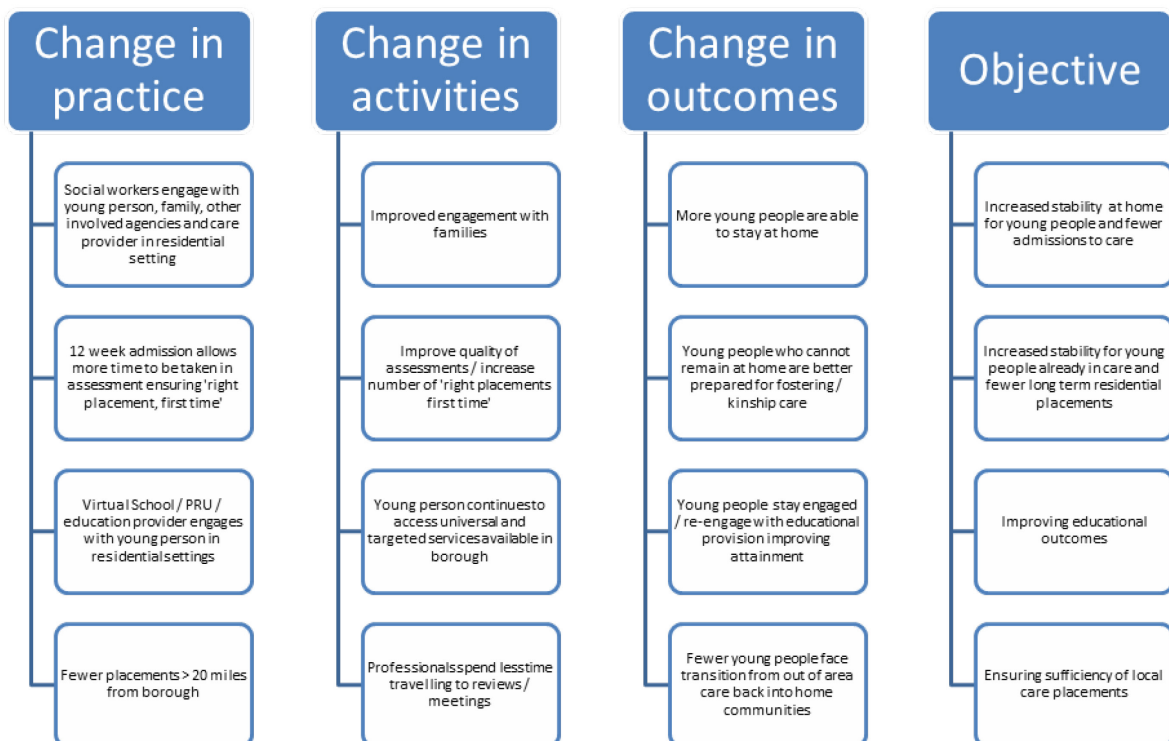 Change in
practice
Social workers engage with
young person, family, other
involved agencies and care
provider in residential
setting
12 week admission allows
more time to be taken in
assessment ensuring 'right
placement, first time'
Virtual School / PRU /
education provider engages
with young person in
residential settings
Fewer placements > 20 miles
from borough
Change in
activities
Improved engagement with
families
Improve quality of
assessments / increase
number of 'right placements
first time'
Young person continues to
access universal and
targeted services available in
borough
Professionals spend less time
travelling to reviews /
meetings
Change in
outcomes
More young people are able
to stay at home
Young people who cannot
remain at home are better
prepared for fostering /
kinship care
Young people stay engaged
/ re-engage with educational
provision improving
attainment
Fewer young people face
transition from out of area
care back into home
communities
Objective
Increased stability at home
for young people and fewer
admissions to care
Increased stability for young
people already in care and
fewer long term residential
placements
Improving educational
outcomes
Ensuring sufficiency of local
care placements